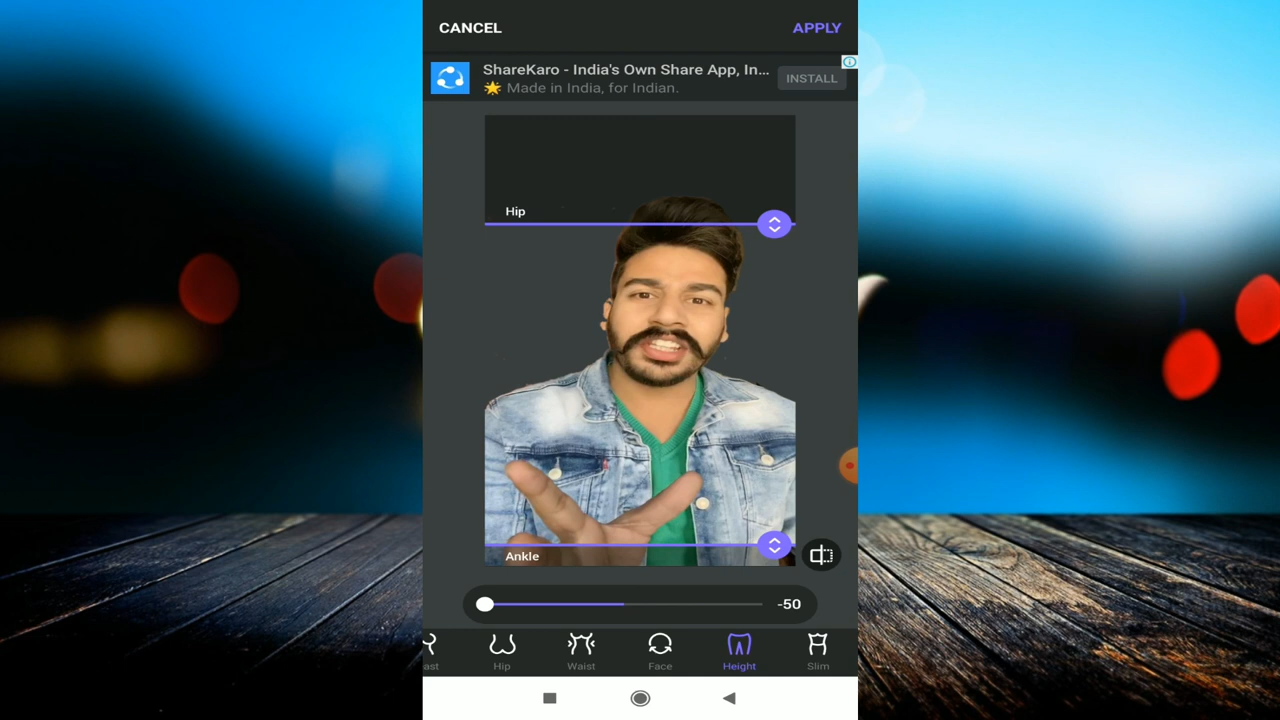 CANCEL
APPLY
ShareKaro - India's Own Share App, In...
🌟 Made in India, for Indian.
INSTALL
Hip
Ankle
-50
ast
Hip
Waist
Face
Height
Slim